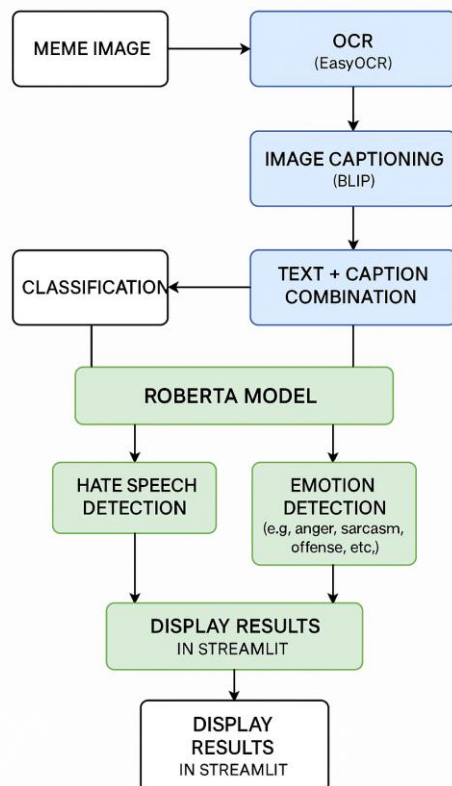 MEME IMAGE
OCR
(EasyOCR)
IMAGE CAPTIONING
(BLIP)
CLASSIFICATION
TEXT + CAPTION
COMBINATION
ROBERTA MODEL
HATE SPEECH
DETECTION
EMOTION
DETECTION
(e.g, anger, sarcasm,
offense, etc,)
DISPLAY RESULTS
IN STREAMLIT
DISPLAY
RESULTS
IN STREAMLIT